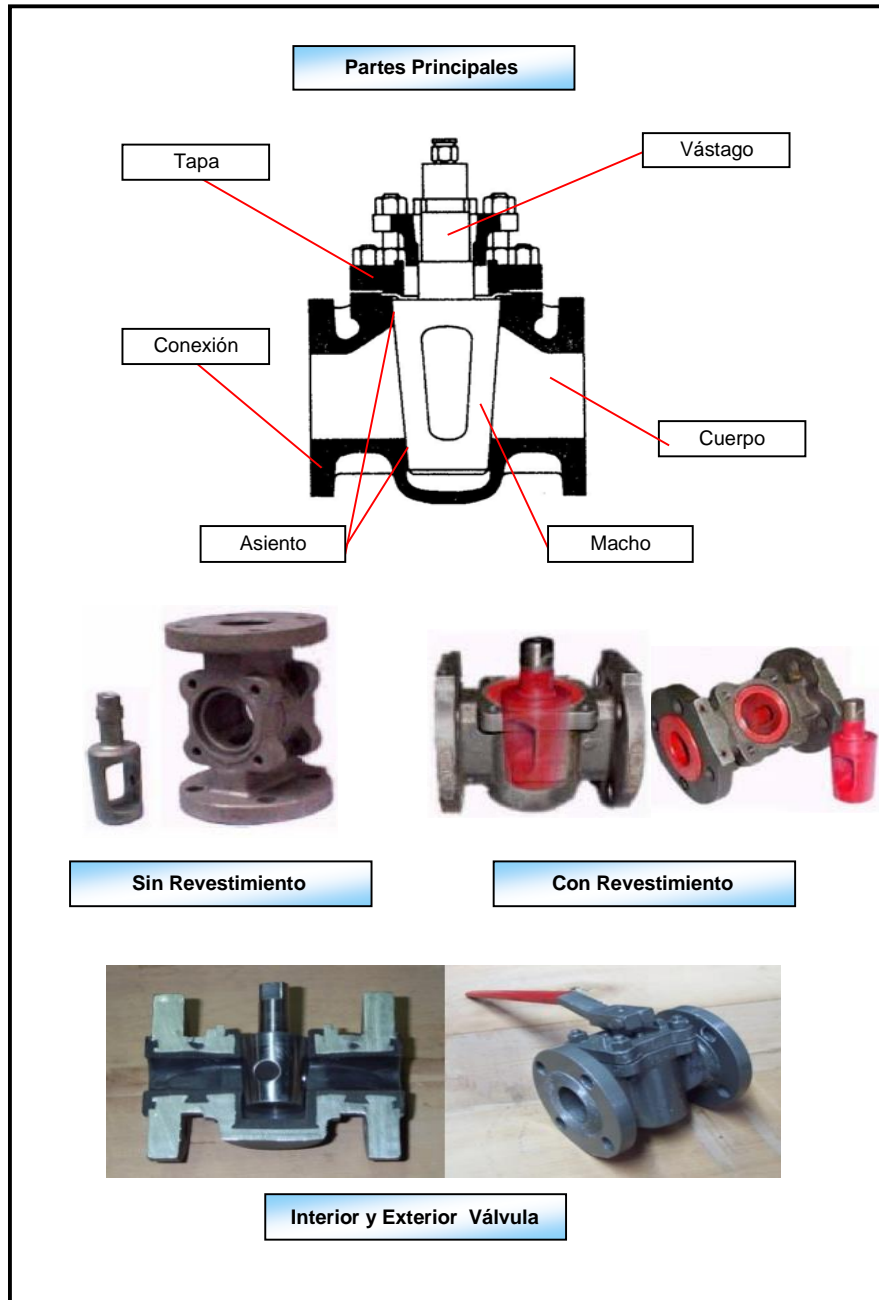 Partes Principales
Tapa
Vástago
Conexión
Cuerpo
Asiento
Macho
Sin Revestimiento
Con Revestimiento
Interior y Exterior Válvula